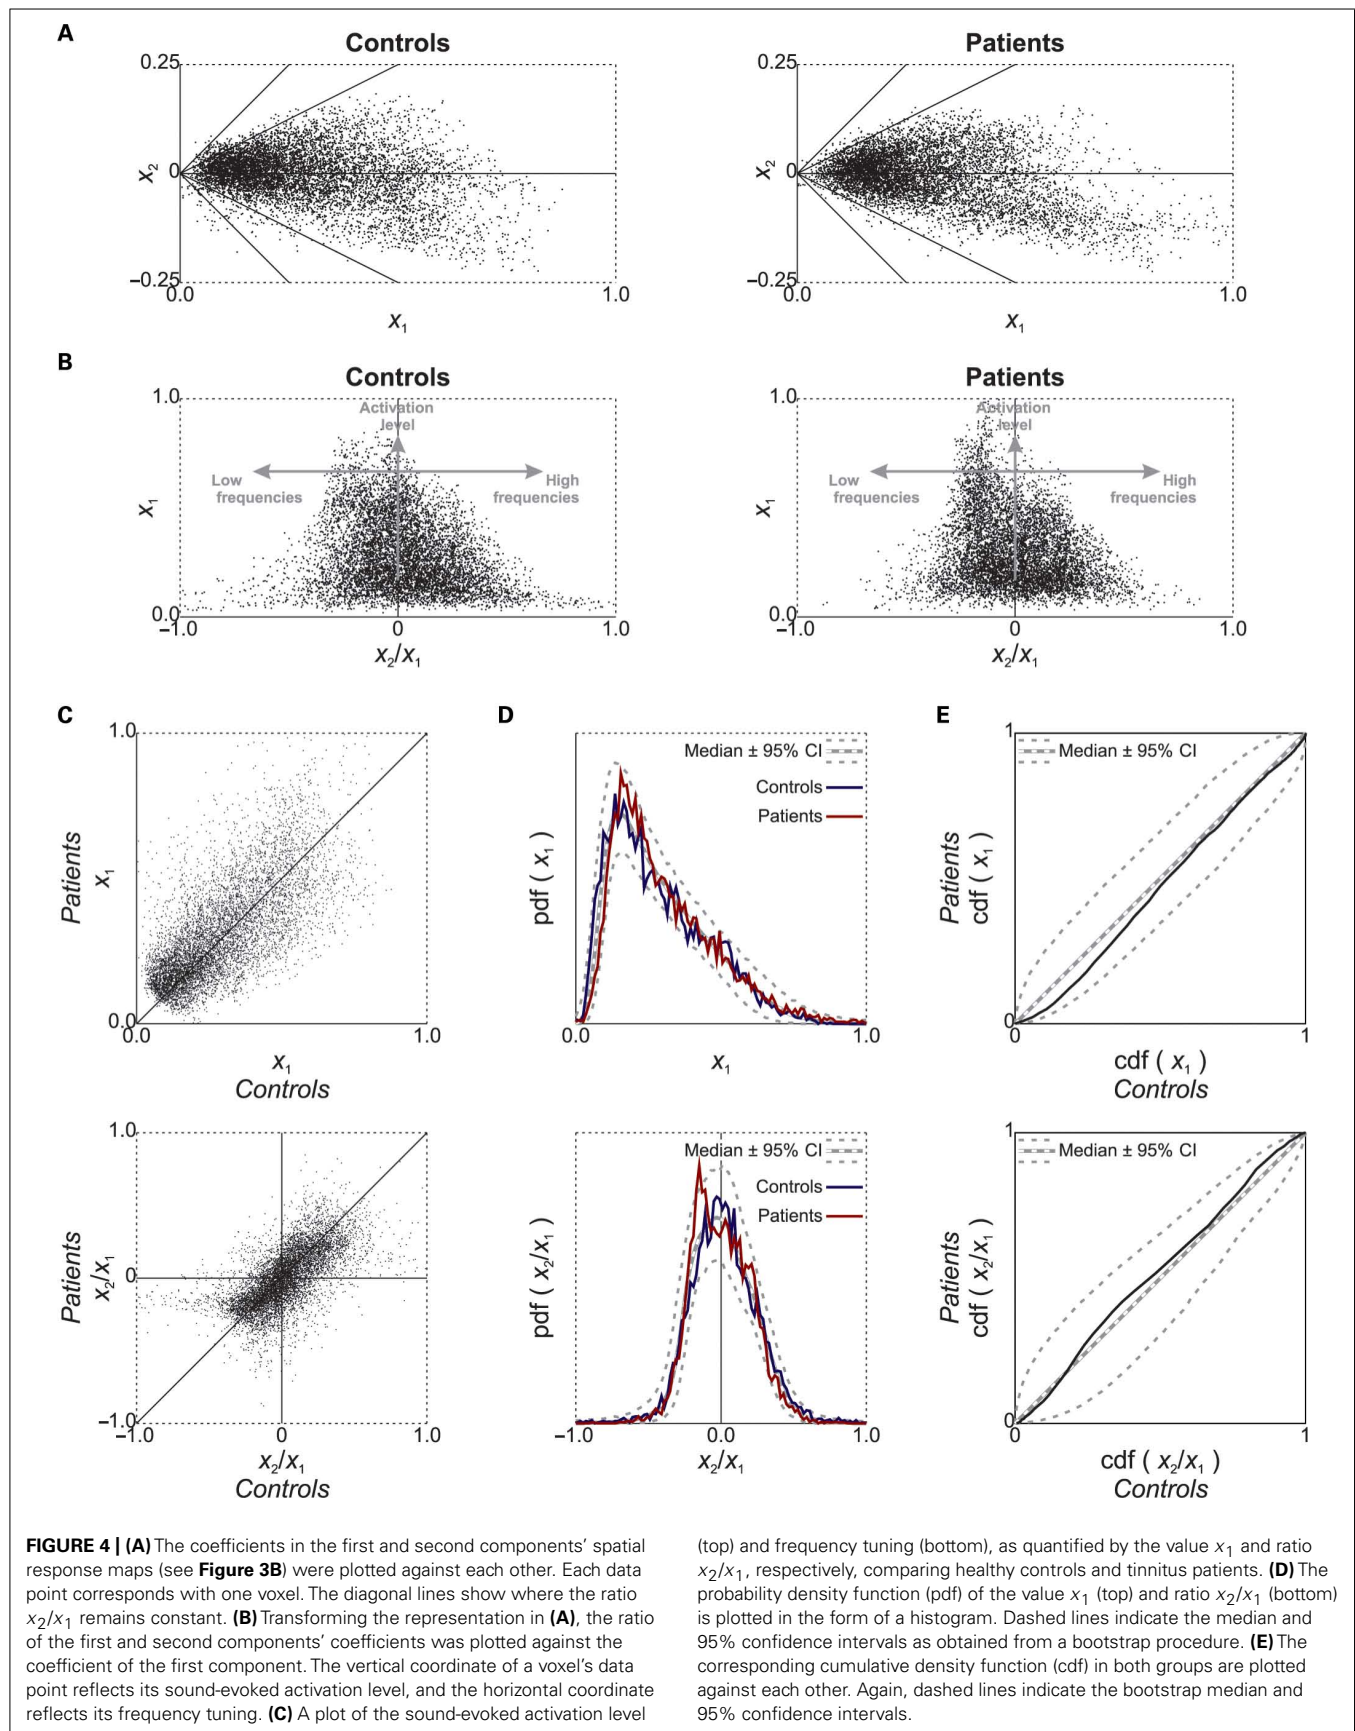 A
Controls
Patients
0.25
0
−0.25
x2
0.0
1.0
x1
0.25
0
−0.25
x2
0.0
1.0
x1
B
Controls
Patients
1.0
Activation
level
Low
frequencies
High
frequencies
x1
0.0
−1.0
0
1.0
x2/x1
1.0
Activation
level
Low
frequencies
High
frequencies
x1
0.0
−1.0
0
1.0
x2/x1
C
1.0
Patients
x1
0.0
0.0
1.0
x1
Controls
D
Median ± 95% CI
Controls
Patients
pdf ( x1 )
0.0
1.0
x1
E
1
Median ± 95% CI
Patients
cdf ( x1 )
0
0
1
cdf ( x1 )
Controls
1.0
Patients
x2/x1
0
−1.0
−1.0
0
1.0
x2/x1
Controls
Median ± 95% CI
Controls
Patients
pdf ( x2/x1 )
−1.0
0.0
1.0
x2/x1
1
Median ± 95% CI
Patients
cdf ( x2/x1 )
0
0
1
cdf ( x2/x1 )
Controls
FIGURE 4 | (A) The coefficients in the first and second components’ spatial
response maps (see Figure 3B) were plotted against each other. Each data
point corresponds with one voxel. The diagonal lines show where the ratio
x2/x1 remains constant. (B) Transforming the representation in (A), the ratio
of the first and second components’ coefficients was plotted against the
coefficient of the first component. The vertical coordinate of a voxel’s data
point reflects its sound-evoked activation level, and the horizontal coordinate
reflects its frequency tuning. (C) A plot of the sound-evoked activation level
(top) and frequency tuning (bottom), as quantified by the value x1 and ratio
x2/x1, respectively, comparing healthy controls and tinnitus patients. (D) The
probability density function (pdf) of the value x1 (top) and ratio x2/x1 (bottom)
is plotted in the form of a histogram. Dashed lines indicate the median and
95% confidence intervals as obtained from a bootstrap procedure. (E) The
corresponding cumulative density function (cdf) in both groups are plotted
against each other. Again, dashed lines indicate the bootstrap median and
95% confidence intervals.